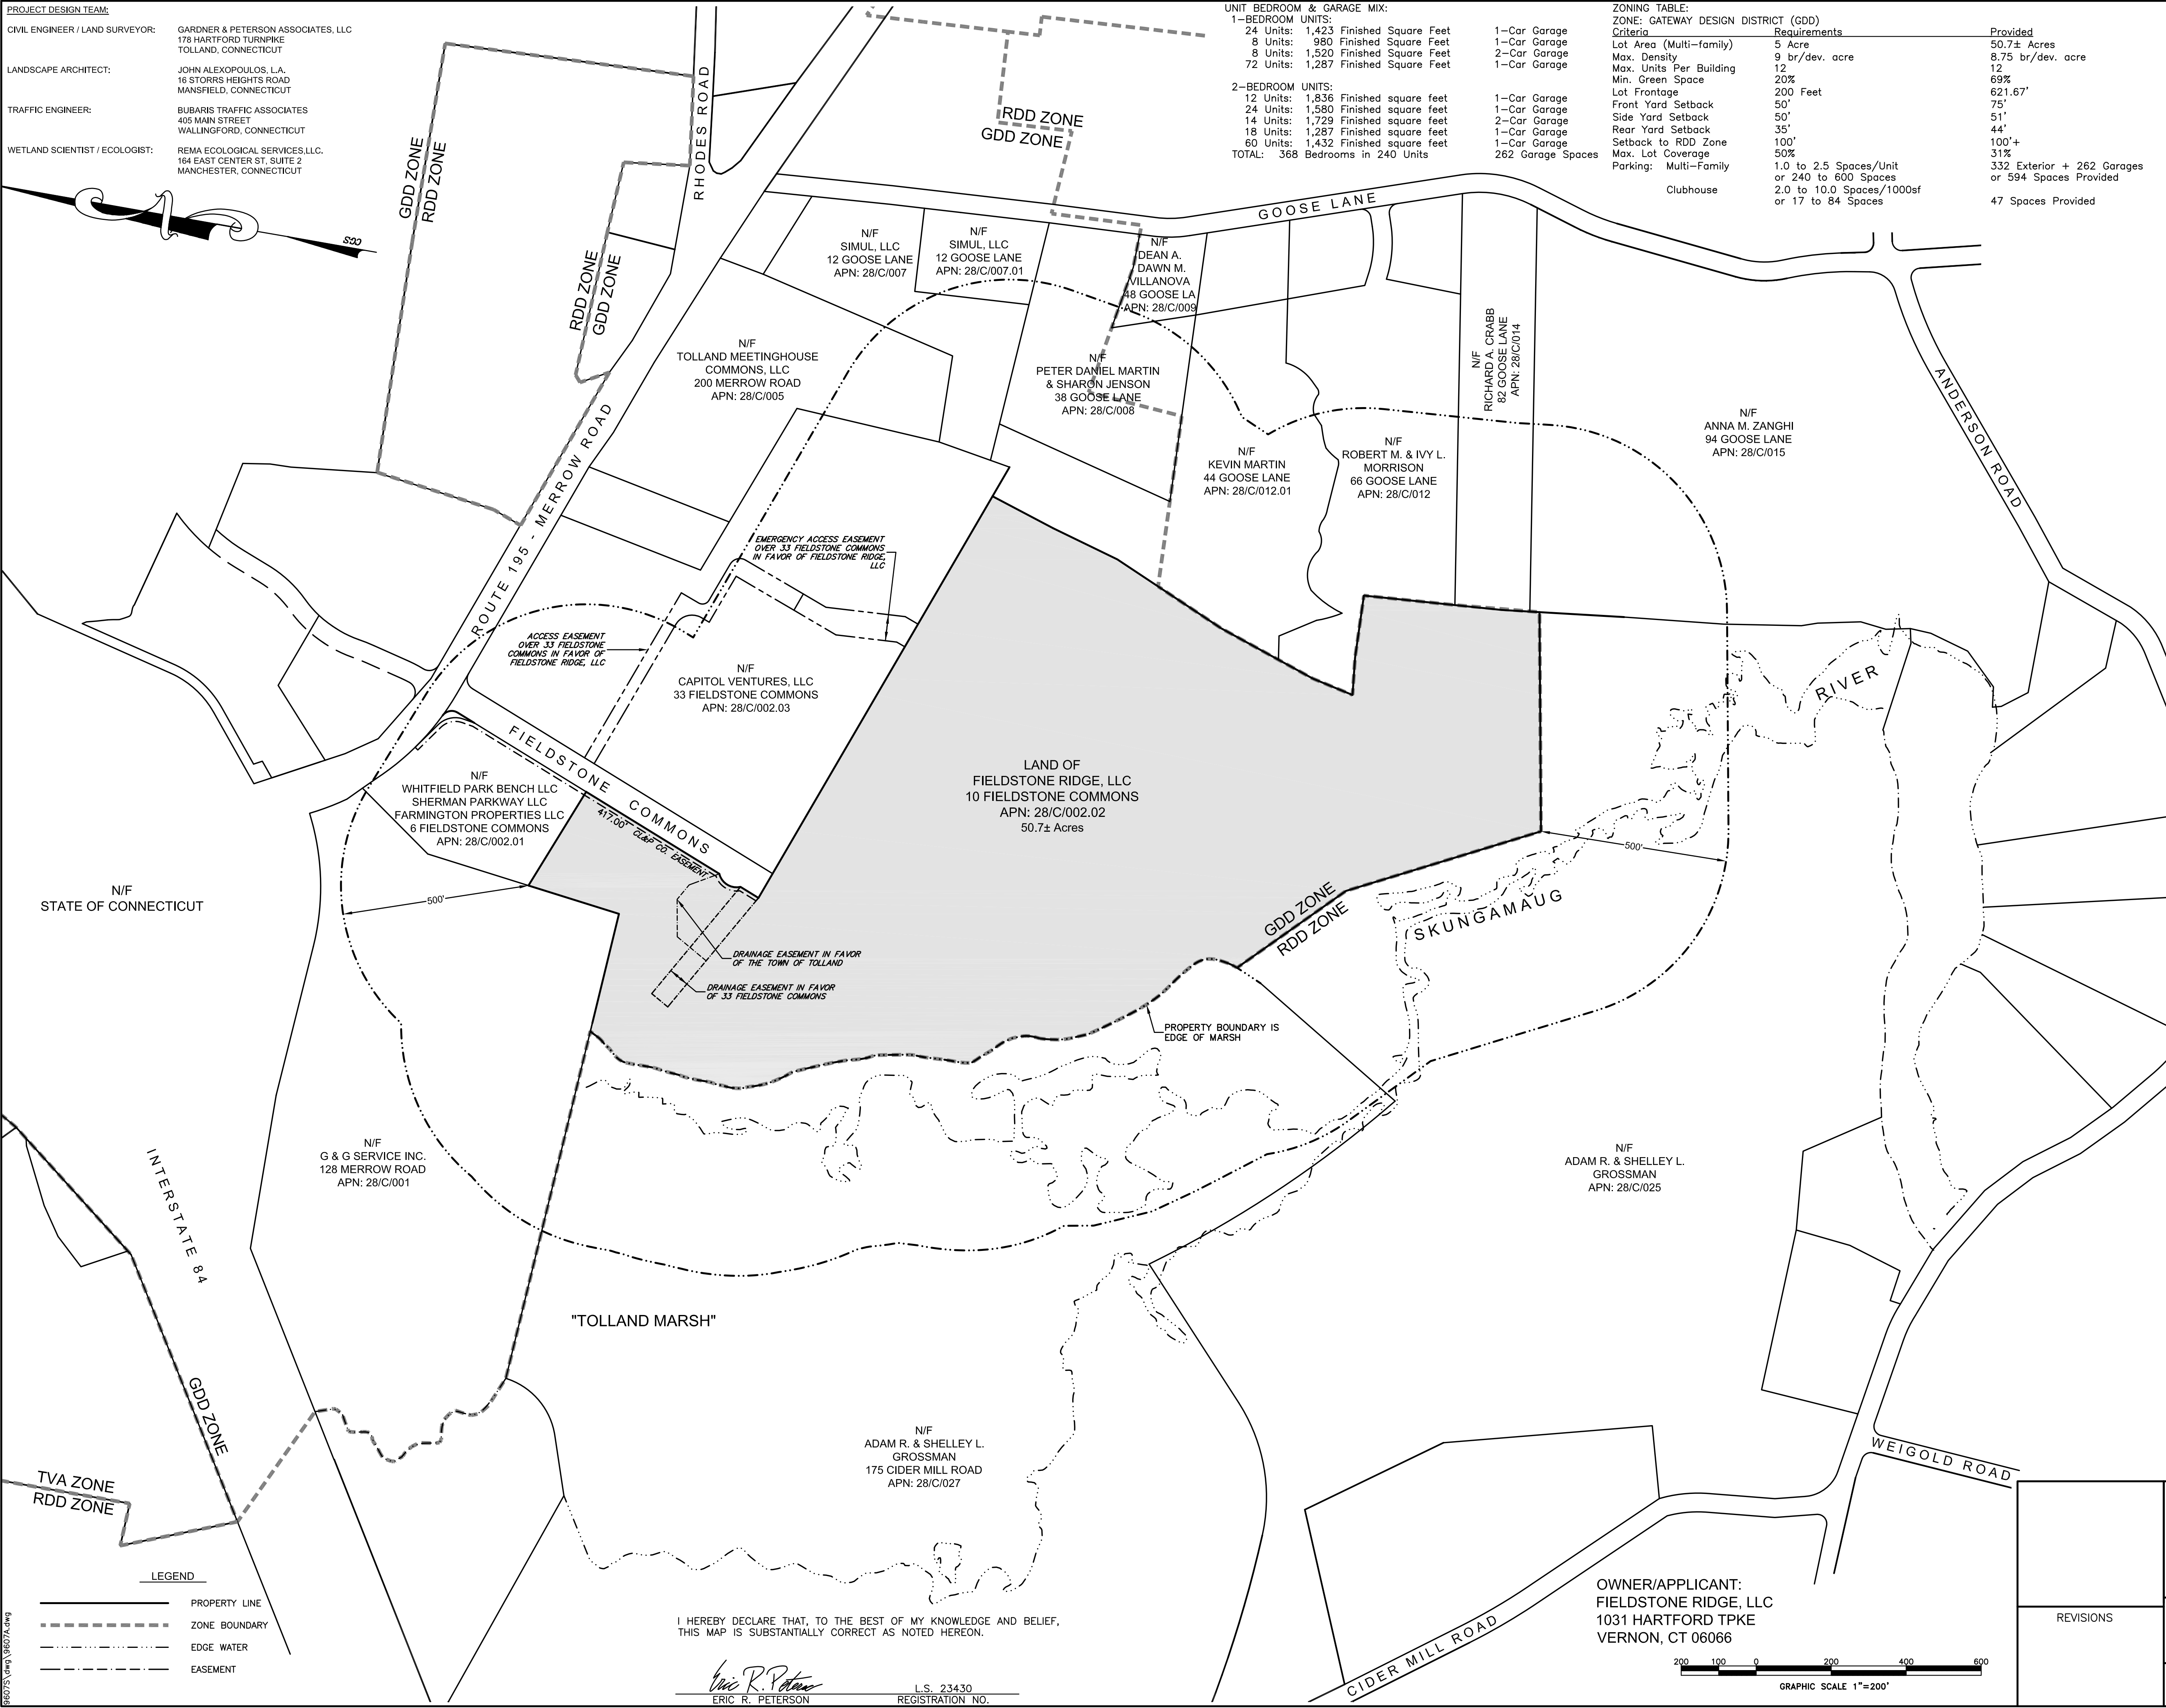 PROJECT DESIGN TEAM:
CIVIL ENGINEER / LAND SURVEYOR: GARDNER & PETERSON ASSOCIATES, LLC
178 HARTFORD TURNPIKE
TOLLAND, CONNECTICUT
LANDSCAPE ARCHITECT: JOHN ALEXOPOULOS, L.A.
16 STORRS HEIGHTS ROAD
MANSFIELD, CONNECTICUT
TRAFFIC ENGINEER: BUBARIS TRAFFIC ASSOCIATES
405 MAIN STREET
WALLINGFORD, CONNECTICUT
WETLAND SCIENTIST / ECOLOGIST: REMA ECOLOGICAL SERVICES,LLC.
164 EAST CENTER ST, SUITE 2
MANCHESTER, CONNECTICUT
CGS
UNIT BEDROOM & GARAGE MIX:
1-BEDROOM UNITS:
24 Units: 1,423 Finished Square Feet 1-Car Garage
8 Units: 980 Finished Square Feet 1-Car Garage
8 Units: 1,520 Finished Square Feet 2-Car Garage
72 Units: 1,287 Finished Square Feet 1-Car Garage
2-BEDROOM UNITS:
12 Units: 1,836 Finished square feet 1-Car Garage
24 Units: 1,580 Finished square feet 1-Car Garage
14 Units: 1,729 Finished square feet 2-Car Garage
18 Units: 1,287 Finished square feet 1-Car Garage
60 Units: 1,432 Finished square feet 1-Car Garage
TOTAL: 368 Bedrooms in 240 Units 262 Garage Spaces
ZONING TABLE:
ZONE: GATEWAY DESIGN DISTRICT (GDD)
Criteria Requirements Provided
Lot Area (Multi-family) 5 Acre 50.7± Acres
Max. Density 9 br/dev. acre 8.75 br/dev. acre
Max. Units Per Building 12 12
Min. Green Space 20% 69%
Lot Frontage 200 Feet 621.67'
Front Yard Setback 50' 75'
Side Yard Setback 50' 51'
Rear Yard Setback 35' 44'
Setback to RDD Zone 100' 100'+
Max. Lot Coverage 50% 31%
Parking: Multi-Family 1.0 to 2.5 Spaces/Unit 332 Exterior + 262 Garages
or 240 to 600 Spaces or 594 Spaces Provided
Clubhouse 2.0 to 10.0 Spaces/1000sf
or 17 to 84 Spaces 47 Spaces Provided
GDD ZONE
RDD ZONE
RHODES ROAD
RDD ZONE
GDD ZONE
RDD ZONE
GDD ZONE
GOOSE LANE
ANDERSON ROAD
N/F
SIMUL, LLC
12 GOOSE LANE
APN: 28/C/007
N/F
SIMUL, LLC
12 GOOSE LANE
APN: 28/C/007.01
N/F
DEAN A.
DAWN M.
VILLANOVA
48 GOOSE LA
APN: 28/C/009
N/F
TOLLAND MEETINGHOUSE
COMMONS, LLC
200 MERROW ROAD
APN: 28/C/005
N/F
PETER DANIEL MARTIN
& SHARON JENSON
38 GOOSE LANE
APN: 28/C/008
N/F
RICHARD A. CRABB
82 GOOSE LANE
APN: 28/C/014
N/F
ANNA M. ZANGHI
94 GOOSE LANE
APN: 28/C/015
N/F
KEVIN MARTIN
44 GOOSE LANE
APN: 28/C/012.01
N/F
ROBERT M. & IVY L.
MORRISON
66 GOOSE LANE
APN: 28/C/012
ROUTE 195 - MERROW ROAD
EMERGENCY ACCESS EASEMENT
OVER 33 FIELDSTONE COMMONS
IN FAVOR OF FIELDSTONE RIDGE,
LLC
ACCESS EASEMENT
OVER 33 FIELDSTONE
COMMONS IN FAVOR OF
FIELDSTONE RIDGE, LLC
N/F
CAPITOL VENTURES, LLC
33 FIELDSTONE COMMONS
APN: 28/C/002.03
FIELDSTONE COMMONS
417.00'
CL&P CO. EASEMENT
N/F
WHITFIELD PARK BENCH LLC
SHERMAN PARKWAY LLC
FARMINGTON PROPERTIES LLC
6 FIELDSTONE COMMONS
APN: 28/C/002.01
LAND OF
FIELDSTONE RIDGE, LLC
10 FIELDSTONE COMMONS
APN: 28/C/002.02
50.7± Acres
N/F
STATE OF CONNECTICUT
500'
500'
GDD ZONE
RDD ZONE
SKUNGAMAUG
RIVER
DRAINAGE EASEMENT IN FAVOR
OF THE TOWN OF TOLLAND
DRAINAGE EASEMENT IN FAVOR
OF 33 FIELDSTONE COMMONS
PROPERTY BOUNDARY IS
EDGE OF MARSH
N/F
G & G SERVICE INC.
128 MERROW ROAD
APN: 28/C/001
N/F
ADAM R. & SHELLEY L.
GROSSMAN
APN: 28/C/025
INTERSTATE 84
"TOLLAND MARSH"
GDD ZONE
TVA ZONE
RDD ZONE
N/F
ADAM R. & SHELLEY L.
GROSSMAN
175 CIDER MILL ROAD
APN: 28/C/027
WEIGOLD ROAD
CIDER MILL ROAD
LEGEND
PROPERTY LINE
ZONE BOUNDARY
EDGE WATER
EASEMENT
9607S\dwg\9607A.dwg
I HEREBY DECLARE THAT, TO THE BEST OF MY KNOWLEDGE AND BELIEF,
THIS MAP IS SUBSTANTIALLY CORRECT AS NOTED HEREON.
Eric R. Peterson
L.S. 23430
ERIC R. PETERSON REGISTRATION NO.
OWNER/APPLICANT:
FIELDSTONE RIDGE, LLC
1031 HARTFORD TPKE
VERNON, CT 06066
200 100 0 200 400 600
GRAPHIC SCALE 1"=200'
REVISIONS